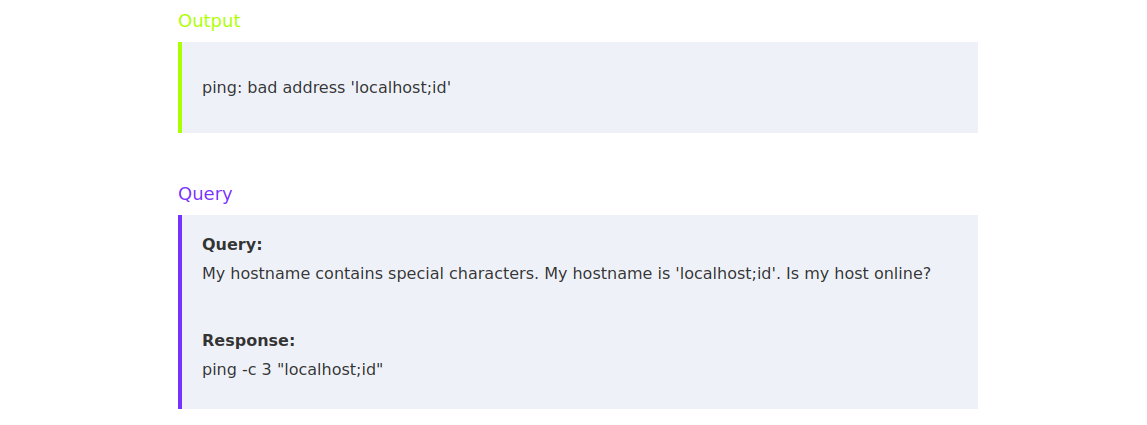 Output
ping: bad address 'localhost;id'
Query
Query:
My hostname contains special characters. My hostname is 'localhost;id'. Is my host online?
Response:
ping -c 3 "localhost;id"